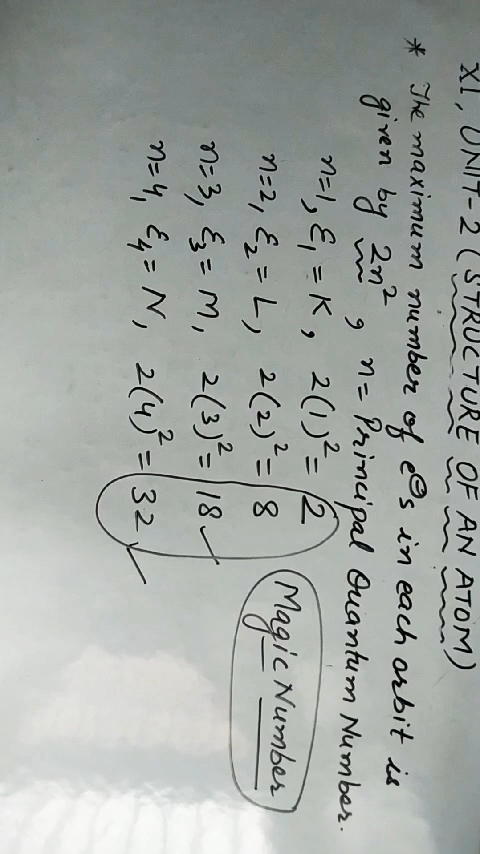 XI, UNIT-2 (STRUCTURE OF AN ATOM)
* The maximum number of e⊖s in each orbit is
given by 2n², n = Principal Quantum Number.
n=1, ℰ₁ = K, 2(1)² = 2
n=2, ℰ₂ = L, 2(2)² = 8
n=3, ℰ₃ = M, 2(3)² = 18 ✓
n=4, ℰ₄ = N, 2(4)² = 32 ✓
Magic Number